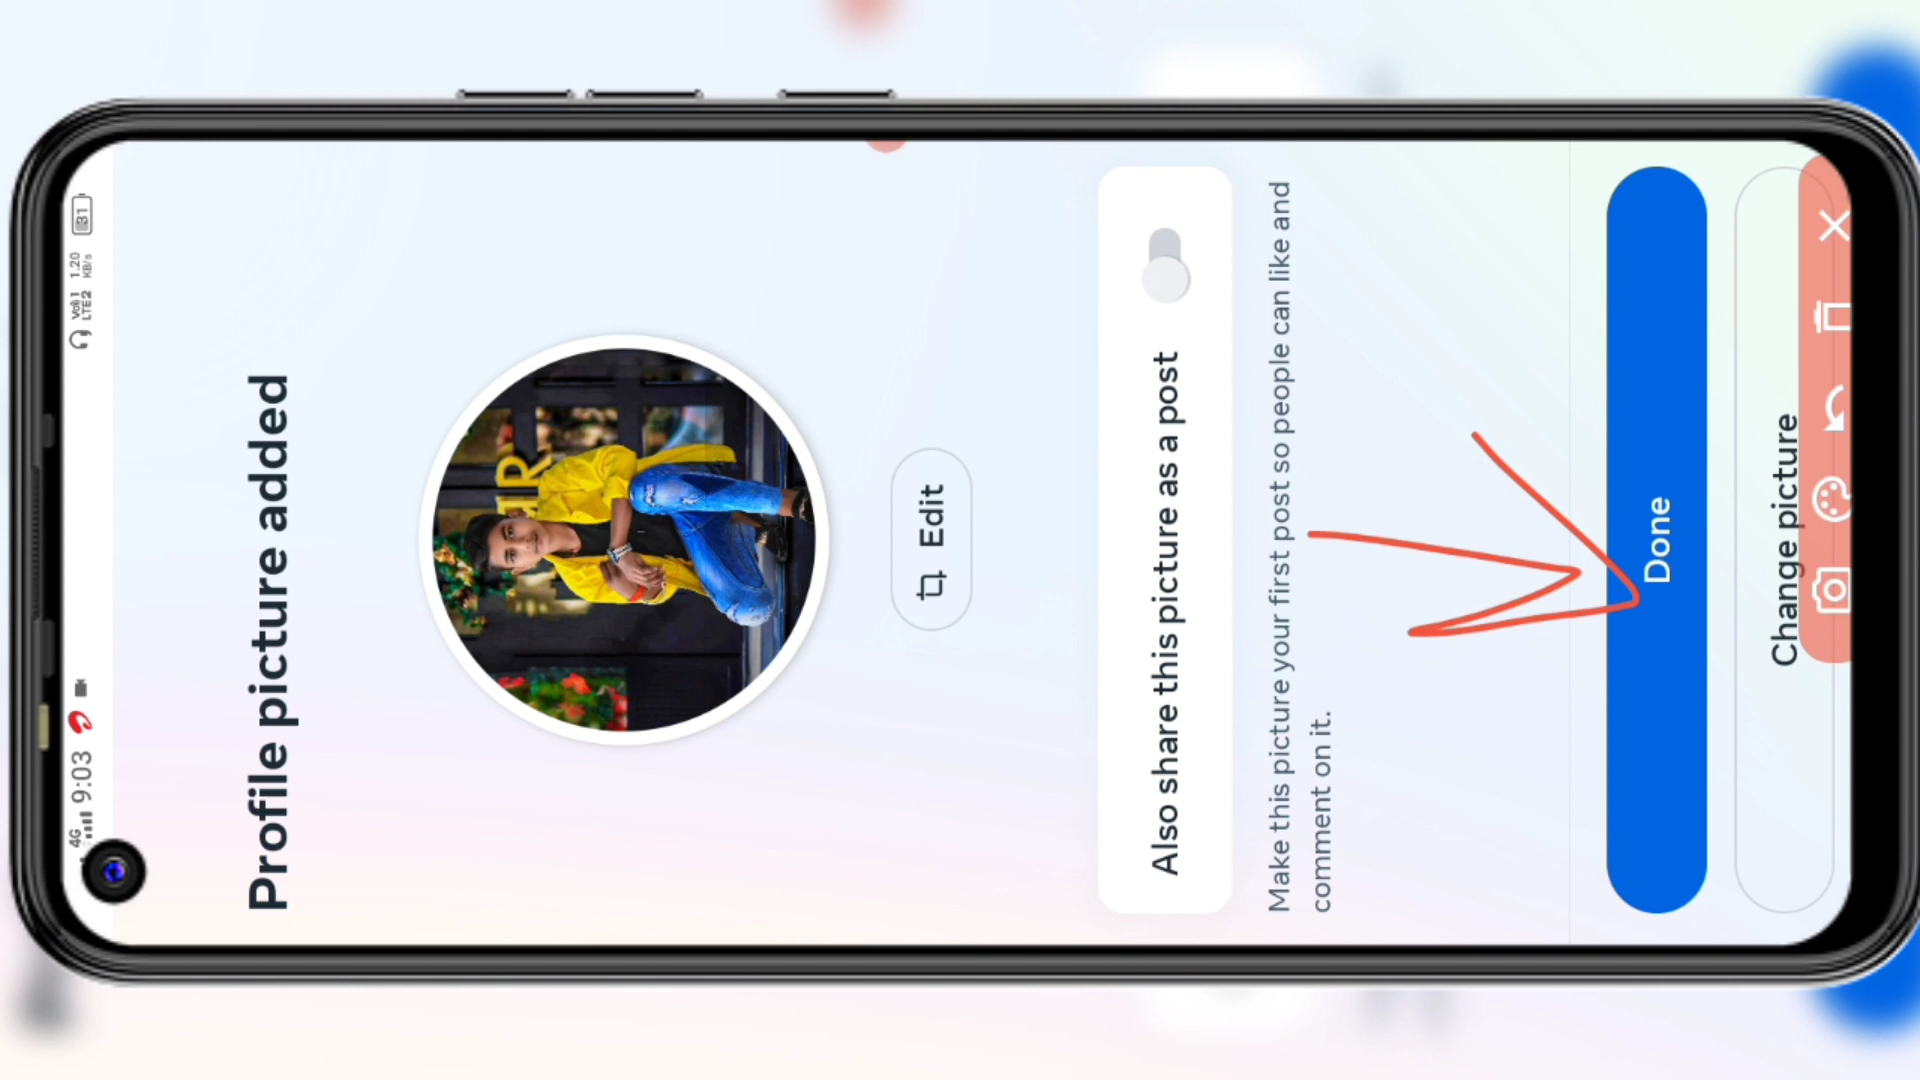 4G 9:03 Vol) 1 LTE2 1.20 KB/s 31
Profile picture added
Edit
Also share this picture as a post
Make this picture your first post so people can like and
comment on it.
Done
Change picture